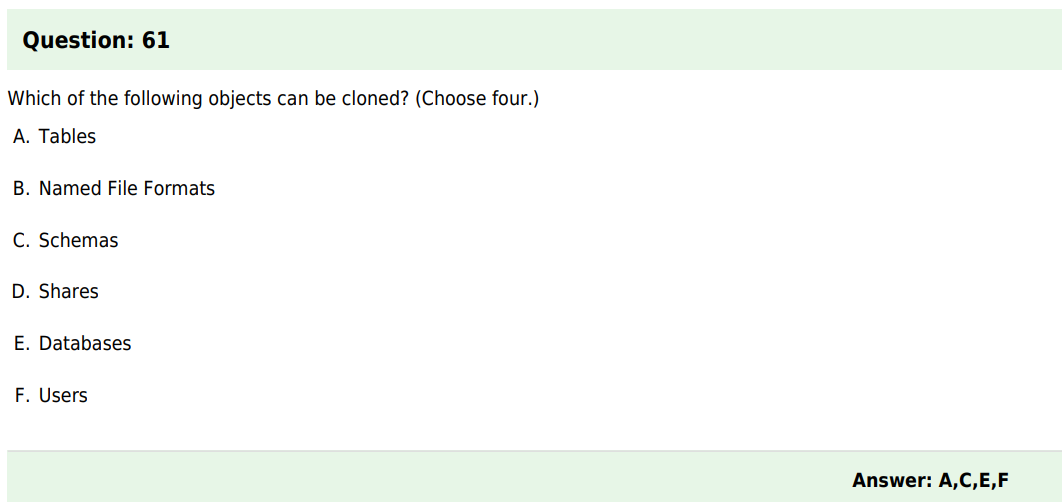 Question: 61
Which of the following objects can be cloned? (Choose four.)
A. Tables
B. Named File Formats
C. Schemas
D. Shares
E. Databases
F. Users
Answer: A,C,E,F